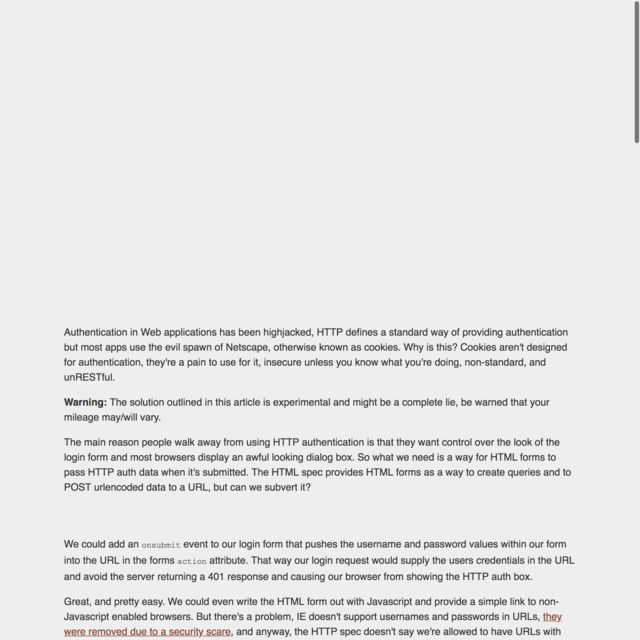 Authentication in Web applications has been highjacked, HTTP defines a standard way of providing authentication
but most apps use the evil spawn of Netscape, otherwise known as cookies. Why is this? Cookies aren't designed
for authentication, they're a pain to use for it, insecure unless you know what you're doing, non-standard, and
unRESTful.
Warning: The solution outlined in this article is experimental and might be a complete lie, be warned that your
mileage may/will vary.
The main reason people walk away from using HTTP authentication is that they want control over the look of the
login form and most browsers display an awful looking dialog box. So what we need is a way for HTML forms to
pass HTTP auth data when it's submitted. The HTML spec provides HTML forms as a way to create queries and to
POST urlencoded data to a URL, but can we subvert it?
We could add an onsubmit event to our login form that pushes the username and password values within our form
into the URL in the forms action attribute. That way our login request would supply the users credentials in the URL
and avoid the server returning a 401 response and causing our browser from showing the HTTP auth box.
Great, and pretty easy. We could even write the HTML form out with Javascript and provide a simple link to non-
Javascript enabled browsers. But there's a problem, IE doesn't support usernames and passwords in URLs, they
were removed due to a security scare, and anyway, the HTTP spec doesn't say we're allowed to have URLs with